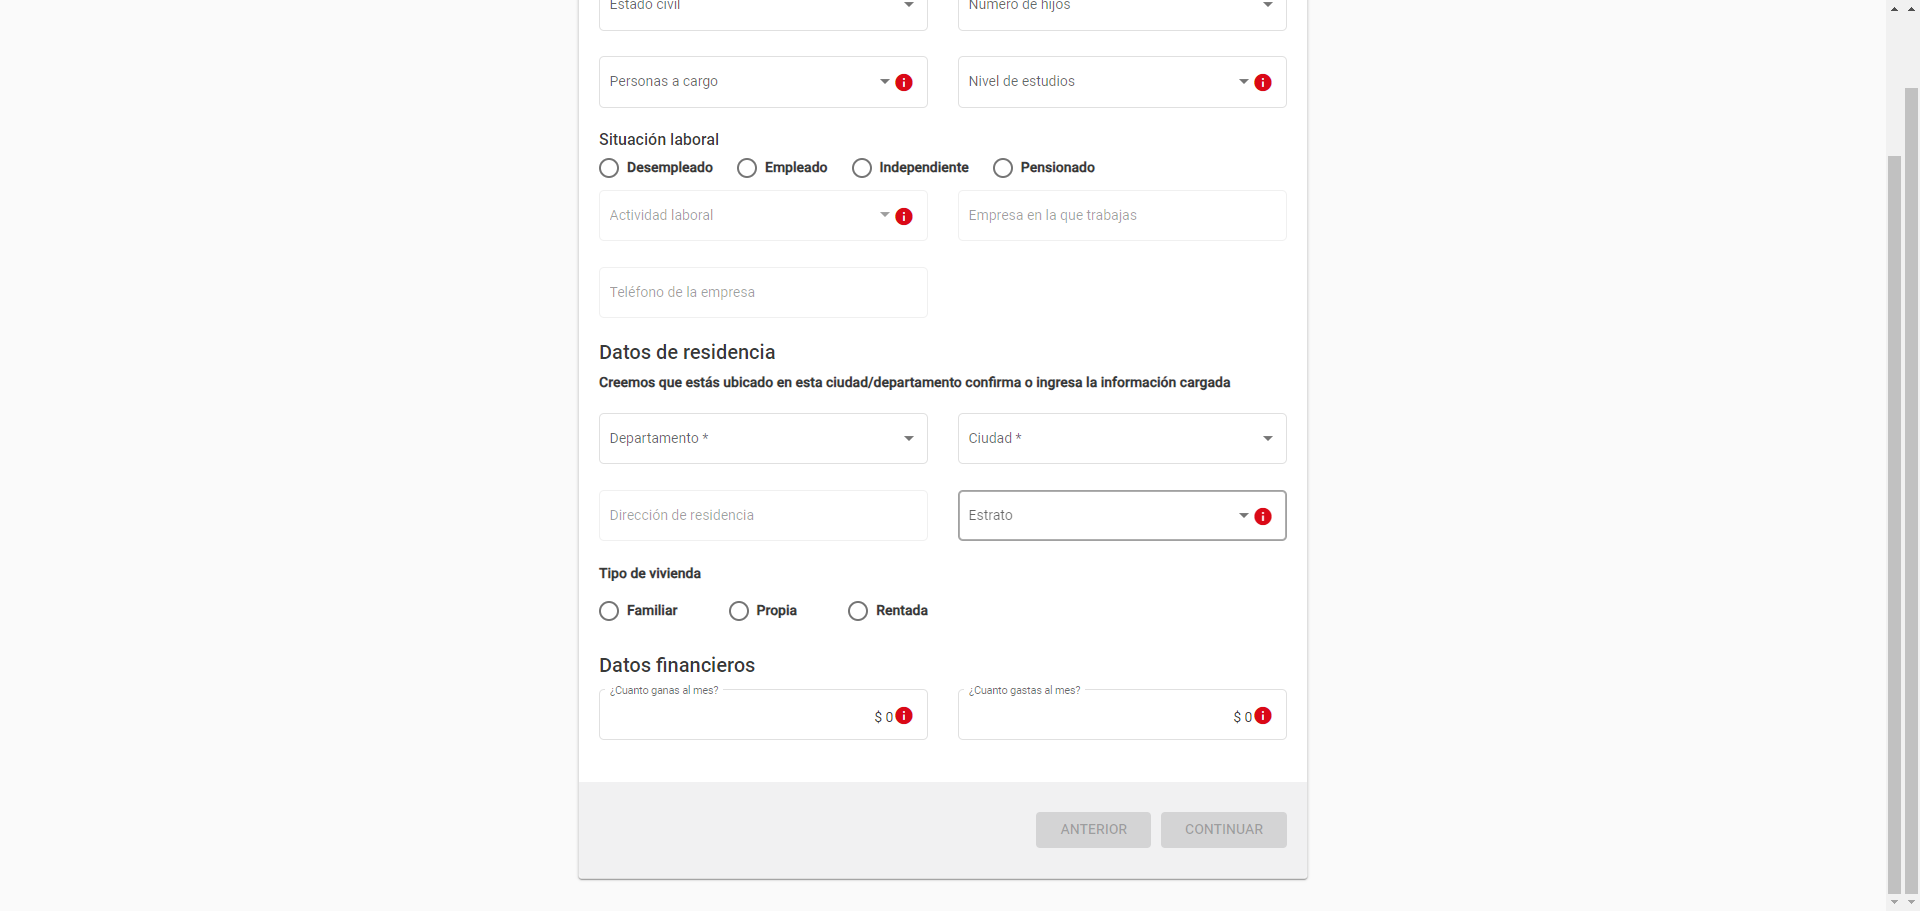 Estado civil
Número de hijos
Personas a cargo
Nivel de estudios
Situación laboral
Desempleado
Empleado
Independiente
Pensionado
Actividad laboral
Empresa en la que trabajas
Teléfono de la empresa
Datos de residencia
Creemos que estás ubicado en esta ciudad/departamento confirma o ingresa la información cargada
Departamento *
Ciudad *
Dirección de residencia
Estrato
Tipo de vivienda
Familiar
Propia
Rentada
Datos financieros
¿Cuanto ganas al mes?
¿Cuanto gastas al mes?
$ 0
$ 0
ANTERIOR
CONTINUAR